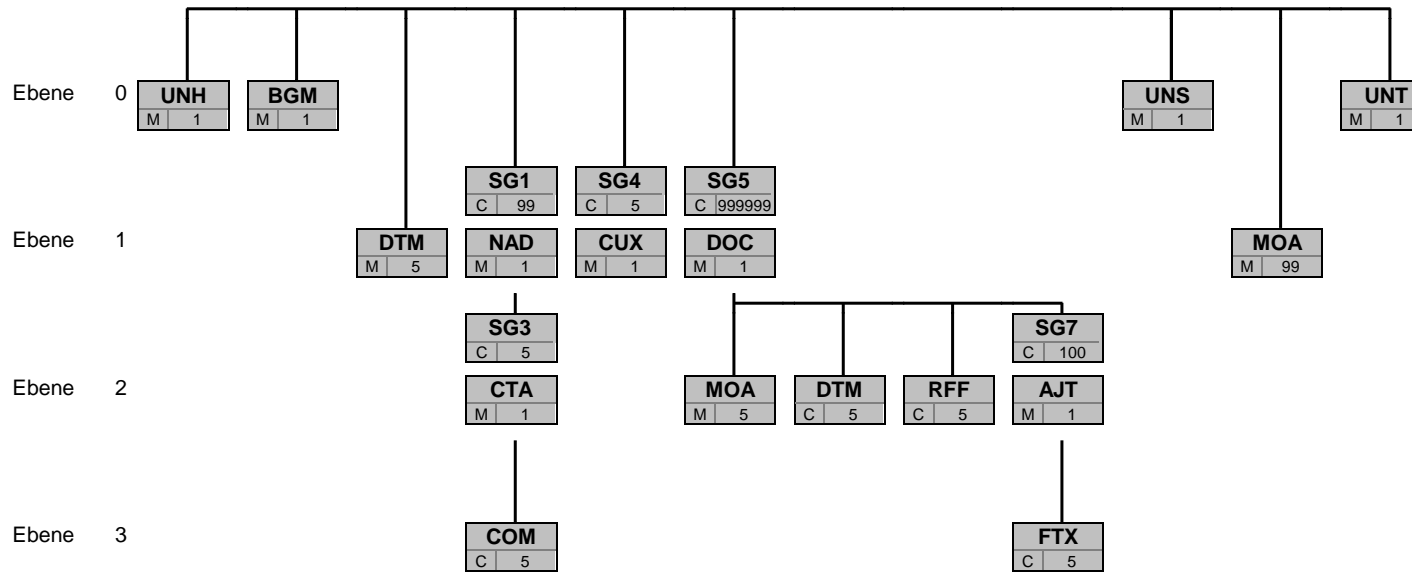 Ebene 0 UNH BGM UNS UNT
M 1 M 1 M 1 M 1
SG1 SG4 SG5
C 99 C 5 C 999999
Ebene 1 DTM NAD CUX DOC MOA
M 5 M 1 M 1 M 1 M 99
SG3 SG7
C 5 C 100
Ebene 2 CTA MOA DTM RFF AJT
M 1 M 5 C 5 C 5 M 1
Ebene 3 COM FTX
C 5 C 5